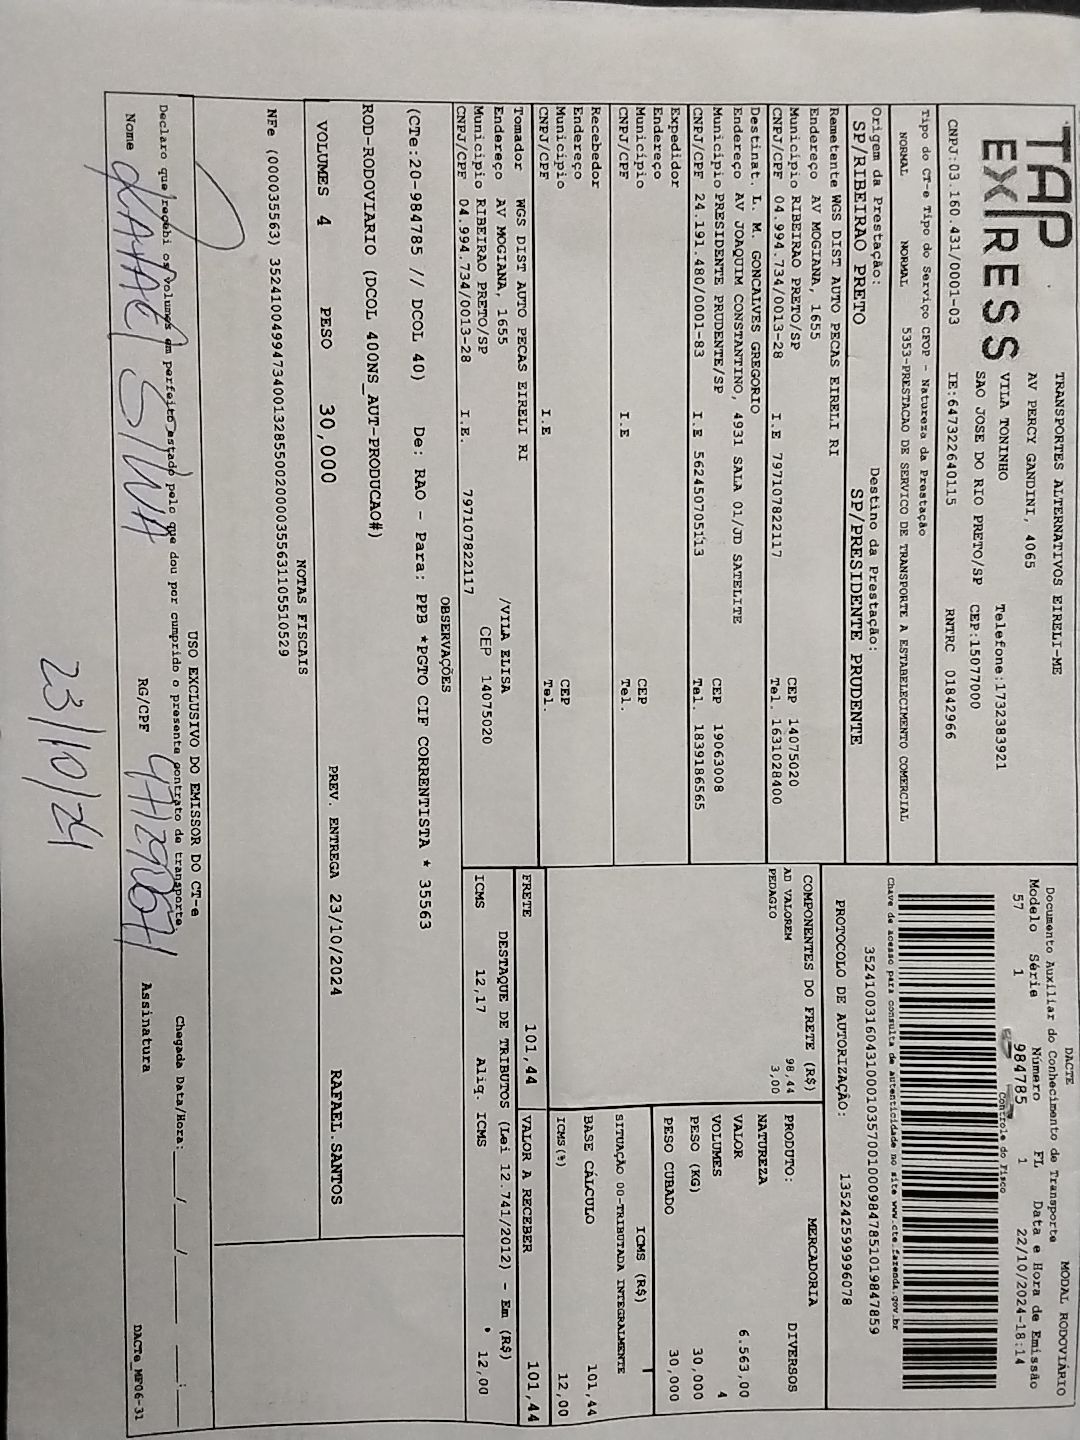 TAP
EXPRESS
TRANSPORTES ALTERNATIVOS EIRELI-ME
AV PERCY GANDINI, 4065
VILA TONINHO Telefone:1732383921
SAO JOSE DO RIO PRETO/SP CEP:15077000
CNPJ:03.160.431/0001-03 IE:647322640115 RNTRC 01842966
DACTE MODAL RODOVIÁRIO
Documento Auxiliar do Conhecimento de Transporte
Modelo Série Número FL Data e Hora de Emissão
57 1 984785 1 22/10/2024-18:14
Controle do Fisco
Chave de acesso para consulta de autenticidade no site www.cte.fazenda.gov.br
35241003160431000103570010009847851019847859
PROTOCOLO DE AUTORIZAÇÃO: 135242599996078
Tipo do CT-e Tipo do Serviço CFOP - Natureza da Prestação
NORMAL NORMAL 5353-PRESTACAO DE SERVICO DE TRANSPORTE A ESTABELECIMENTO COMERCIAL
Origem da Prestação: Destino da Prestação:
SP/RIBEIRAO PRETO SP/PRESIDENTE PRUDENTE
Remetente WGS DIST AUTO PECAS EIRELI RI
Endereço AV MOGIANA, 1655
Município RIBEIRAO PRETO/SP CEP 14075020
CNPJ/CPF 04.994.734/0013-28 I.E 797107822117 Tel. 1631028400
Destinat. L. M. GONCALVES GREGORIO
Endereço AV JOAQUIM CONSTANTINO, 4931 SALA 01/JD SATELITE
Município PRESIDENTE PRUDENTE/SP CEP 19063008
CNPJ/CPF 24.191.480/0001-83 I.E 562450705113 Tel. 1839186565
Expedidor
Endereço
Município CEP
CNPJ/CPF I.E Tel.
Recebedor
Endereço
Município CEP
CNPJ/CPF I.E Tel.
Tomador WGS DIST AUTO PECAS EIRELI RI
Endereço AV MOGIANA, 1655 /VILA ELISA
Município RIBEIRAO PRETO/SP CEP 14075020
CNPJ/CPF 04.994.734/0013-28 I.E. 797107822117
COMPONENTES DO FRETE (R$)
AD VALOREM 98,44
PEDAGIO 3,00
MERCADORIA
PRODUTO: DIVERSOS
NATUREZA
VALOR 6.563,00
VOLUMES 4
PESO (KG) 30,000
PESO CUBADO 30,000
ICMS (R$)
SITUAÇÃO 00-TRIBUTADA INTEGRALMENTE
BASE CÁLCULO 101,44
ICMS(%) 12,00
FRETE 101,44 VALOR A RECEBER 101,44
DESTAQUE DE TRIBUTOS (Lei 12.741/2012) - Em (R$)
ICMS 12,17 Aliq. ICMS 12,00
OBSERVAÇÕES
(CTe:20-984785 // DCOL 40) De: RAO - Para: PPB *PGTO CIF CORRENTISTA * 35563
ROD-RODOVIARIO (DCOL 400NS_AUT-PRODUCAO#)
VOLUMES 4 PESO 30,000 PREV. ENTREGA 23/10/2024 RAFAEL.SANTOS
NOTAS FISCAIS
NFe (000035563) 35241004994734001328550020000355631105510529
USO EXCLUSIVO DO EMISSOR DO CT-e
Declaro que recebi os volumes em perfeito estado pelo que dou por cumprido o presente contrato de transporte
Chegada Data/Hora:___/___/___ ___:___
Nome RG/CPF Assinatura
SILVA
DACTe_MF06-31
23/10/24